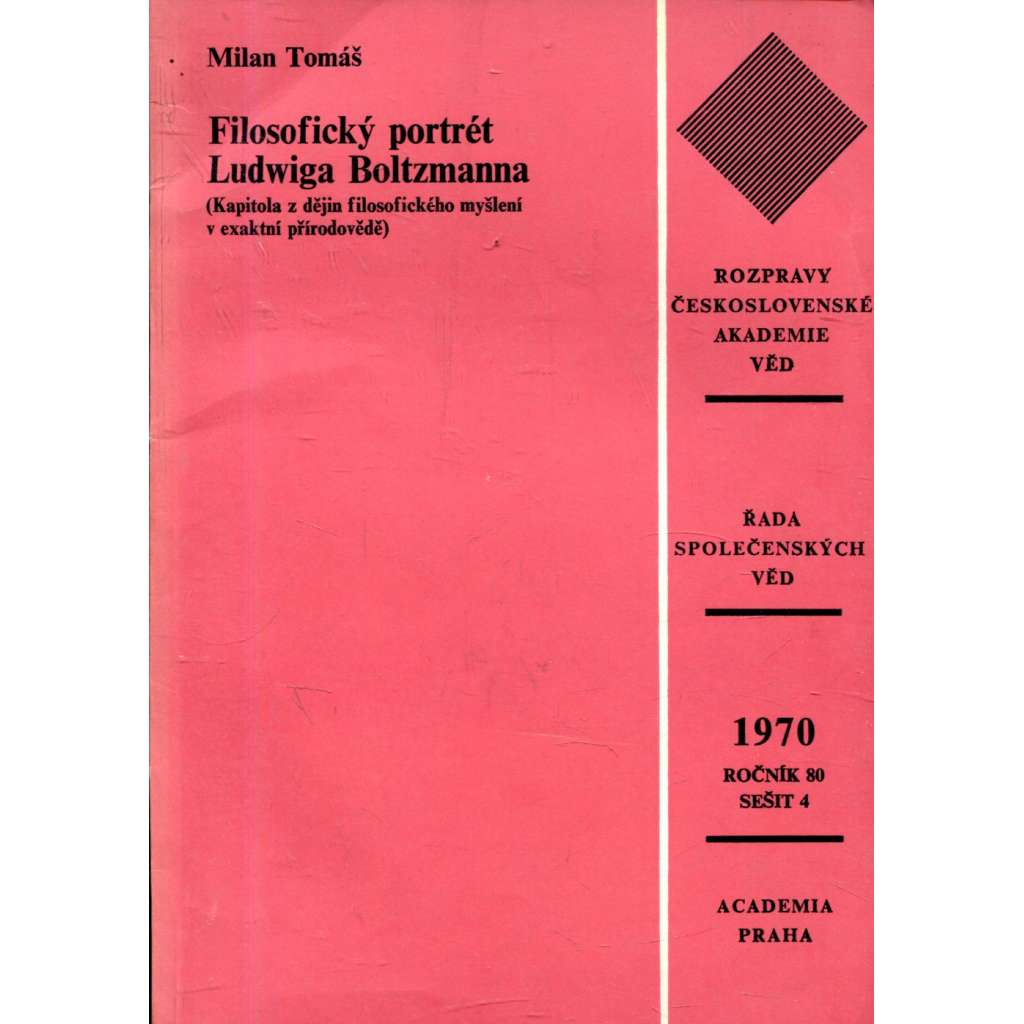 Milan Tomáš
Filosofický portrét
Ludwiga Boltzmanna
(Kapitola z dějin filosofického myšlení
v exaktní přírodovědě)
ROZPRAVY
ČESKOSLOVENSKÉ
AKADEMIE
VĚD
ŘADA
SPOLEČENSKÝCH
VĚD
1970
ROČNÍK 80
SEŠIT 4
ACADEMIA
PRAHA